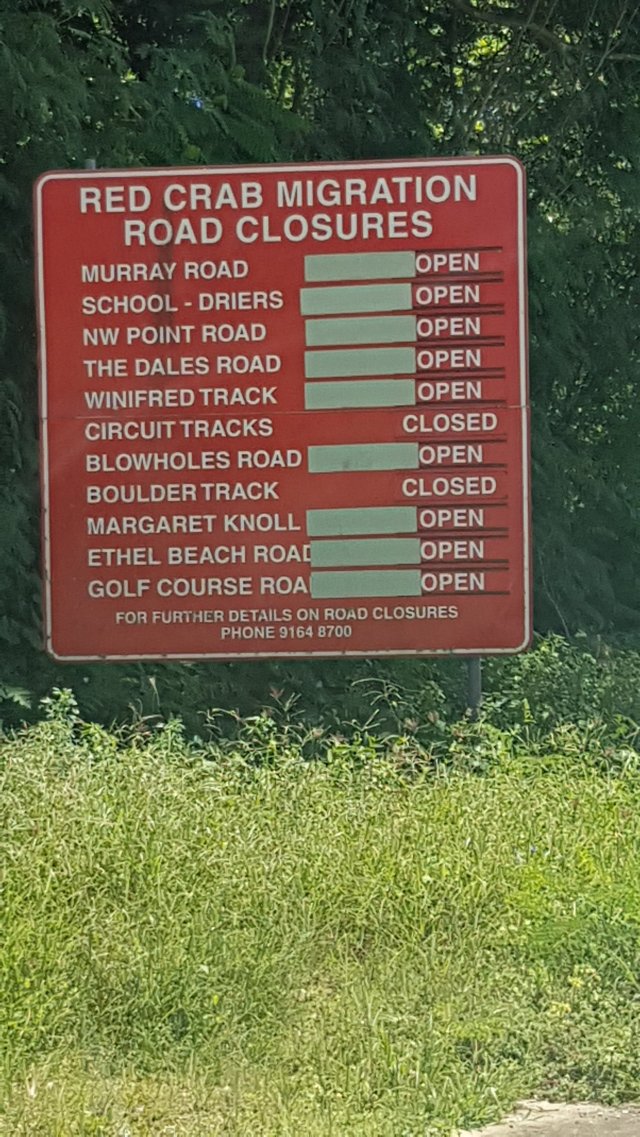 RED CRAB MIGRATION
ROAD CLOSURES
MURRAY ROAD OPEN
SCHOOL - DRIERS OPEN
NW POINT ROAD OPEN
THE DALES ROAD OPEN
WINIFRED TRACK OPEN
CIRCUIT TRACKS CLOSED
BLOWHOLES ROAD OPEN
BOULDER TRACK CLOSED
MARGARET KNOLL OPEN
ETHEL BEACH ROAD OPEN
GOLF COURSE ROA OPEN
FOR FURTHER DETAILS ON ROAD CLOSURES
PHONE 9164 8700